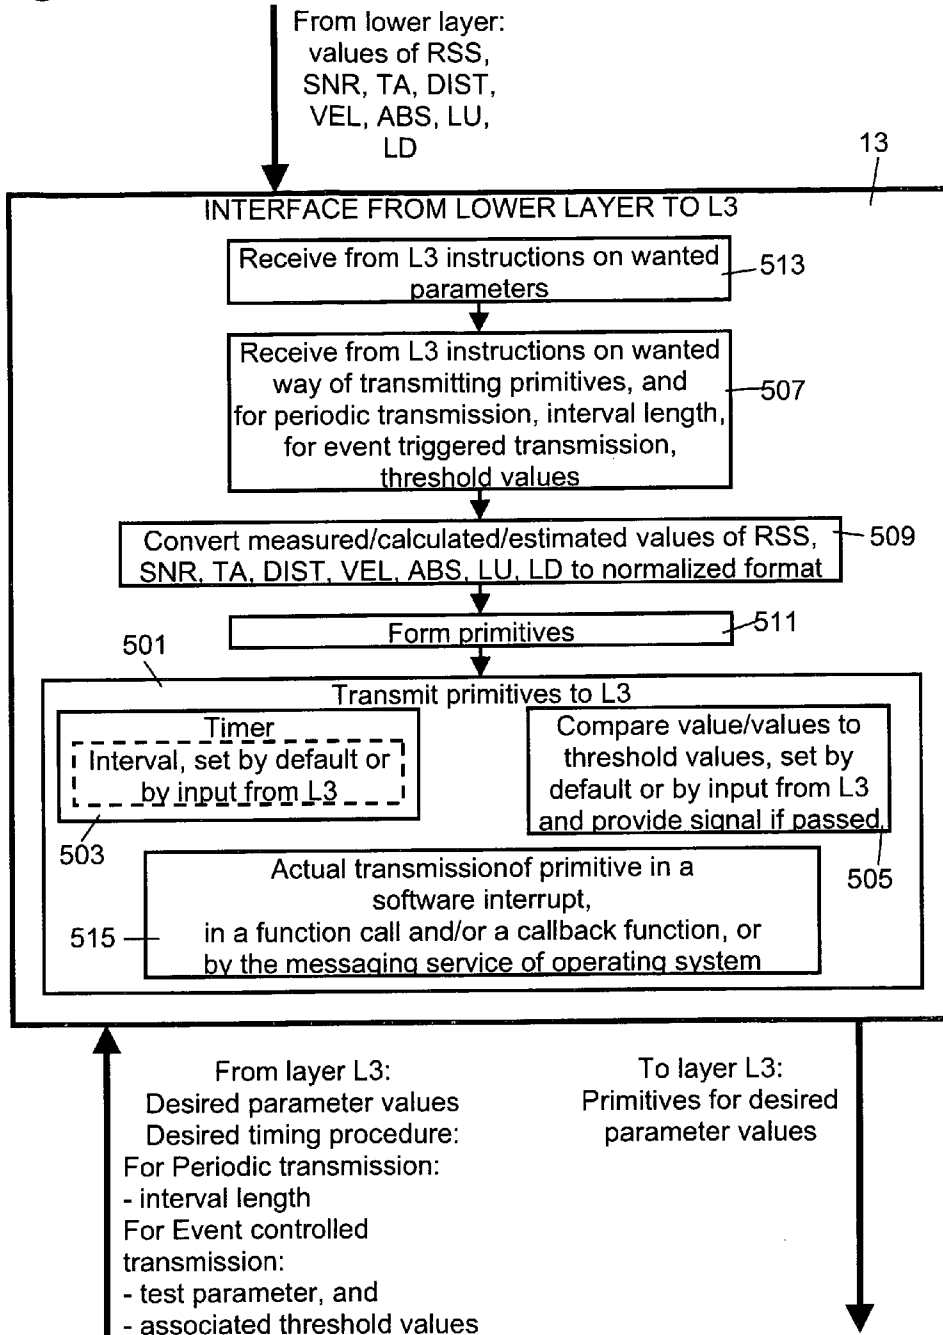 From lower layer:
values of RSS,
SNR, TA, DIST,
VEL, ABS, LU,
LD
13
INTERFACE FROM LOWER LAYER TO L3
Receive from L3 instructions on wanted
parameters
513
Receive from L3 instructions on wanted
way of transmitting primitives, and
for periodic transmission, interval length,
for event triggered transmission,
threshold values
507
Convert measured/calculated/estimated values of RSS,
SNR, TA, DIST, VEL, ABS, LU, LD to normalized format
509
Form primitives
511
501
Transmit primitives to L3
Timer
Interval, set by default or
by input from L3
503
Compare value/values to
threshold values, set by
default or by input from L3
and provide signal if passed
505
Actual transmissionof primitive in a
software interrupt,
in a function call and/or a callback function, or
by the messaging service of operating system
515
From layer L3:
Desired parameter values
Desired timing procedure:
For Periodic transmission:
- interval length
For Event controlled
transmission:
- test parameter, and
- associated threshold values
To layer L3:
Primitives for desired
parameter values